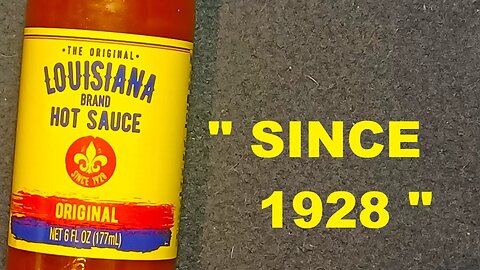 • THE ORIGINAL •
LOUISIANA
BRAND
HOT SAUCE
SINCE 1928
ORIGINAL
NET 6 FL OZ (177mL)
" SINCE
1928 "